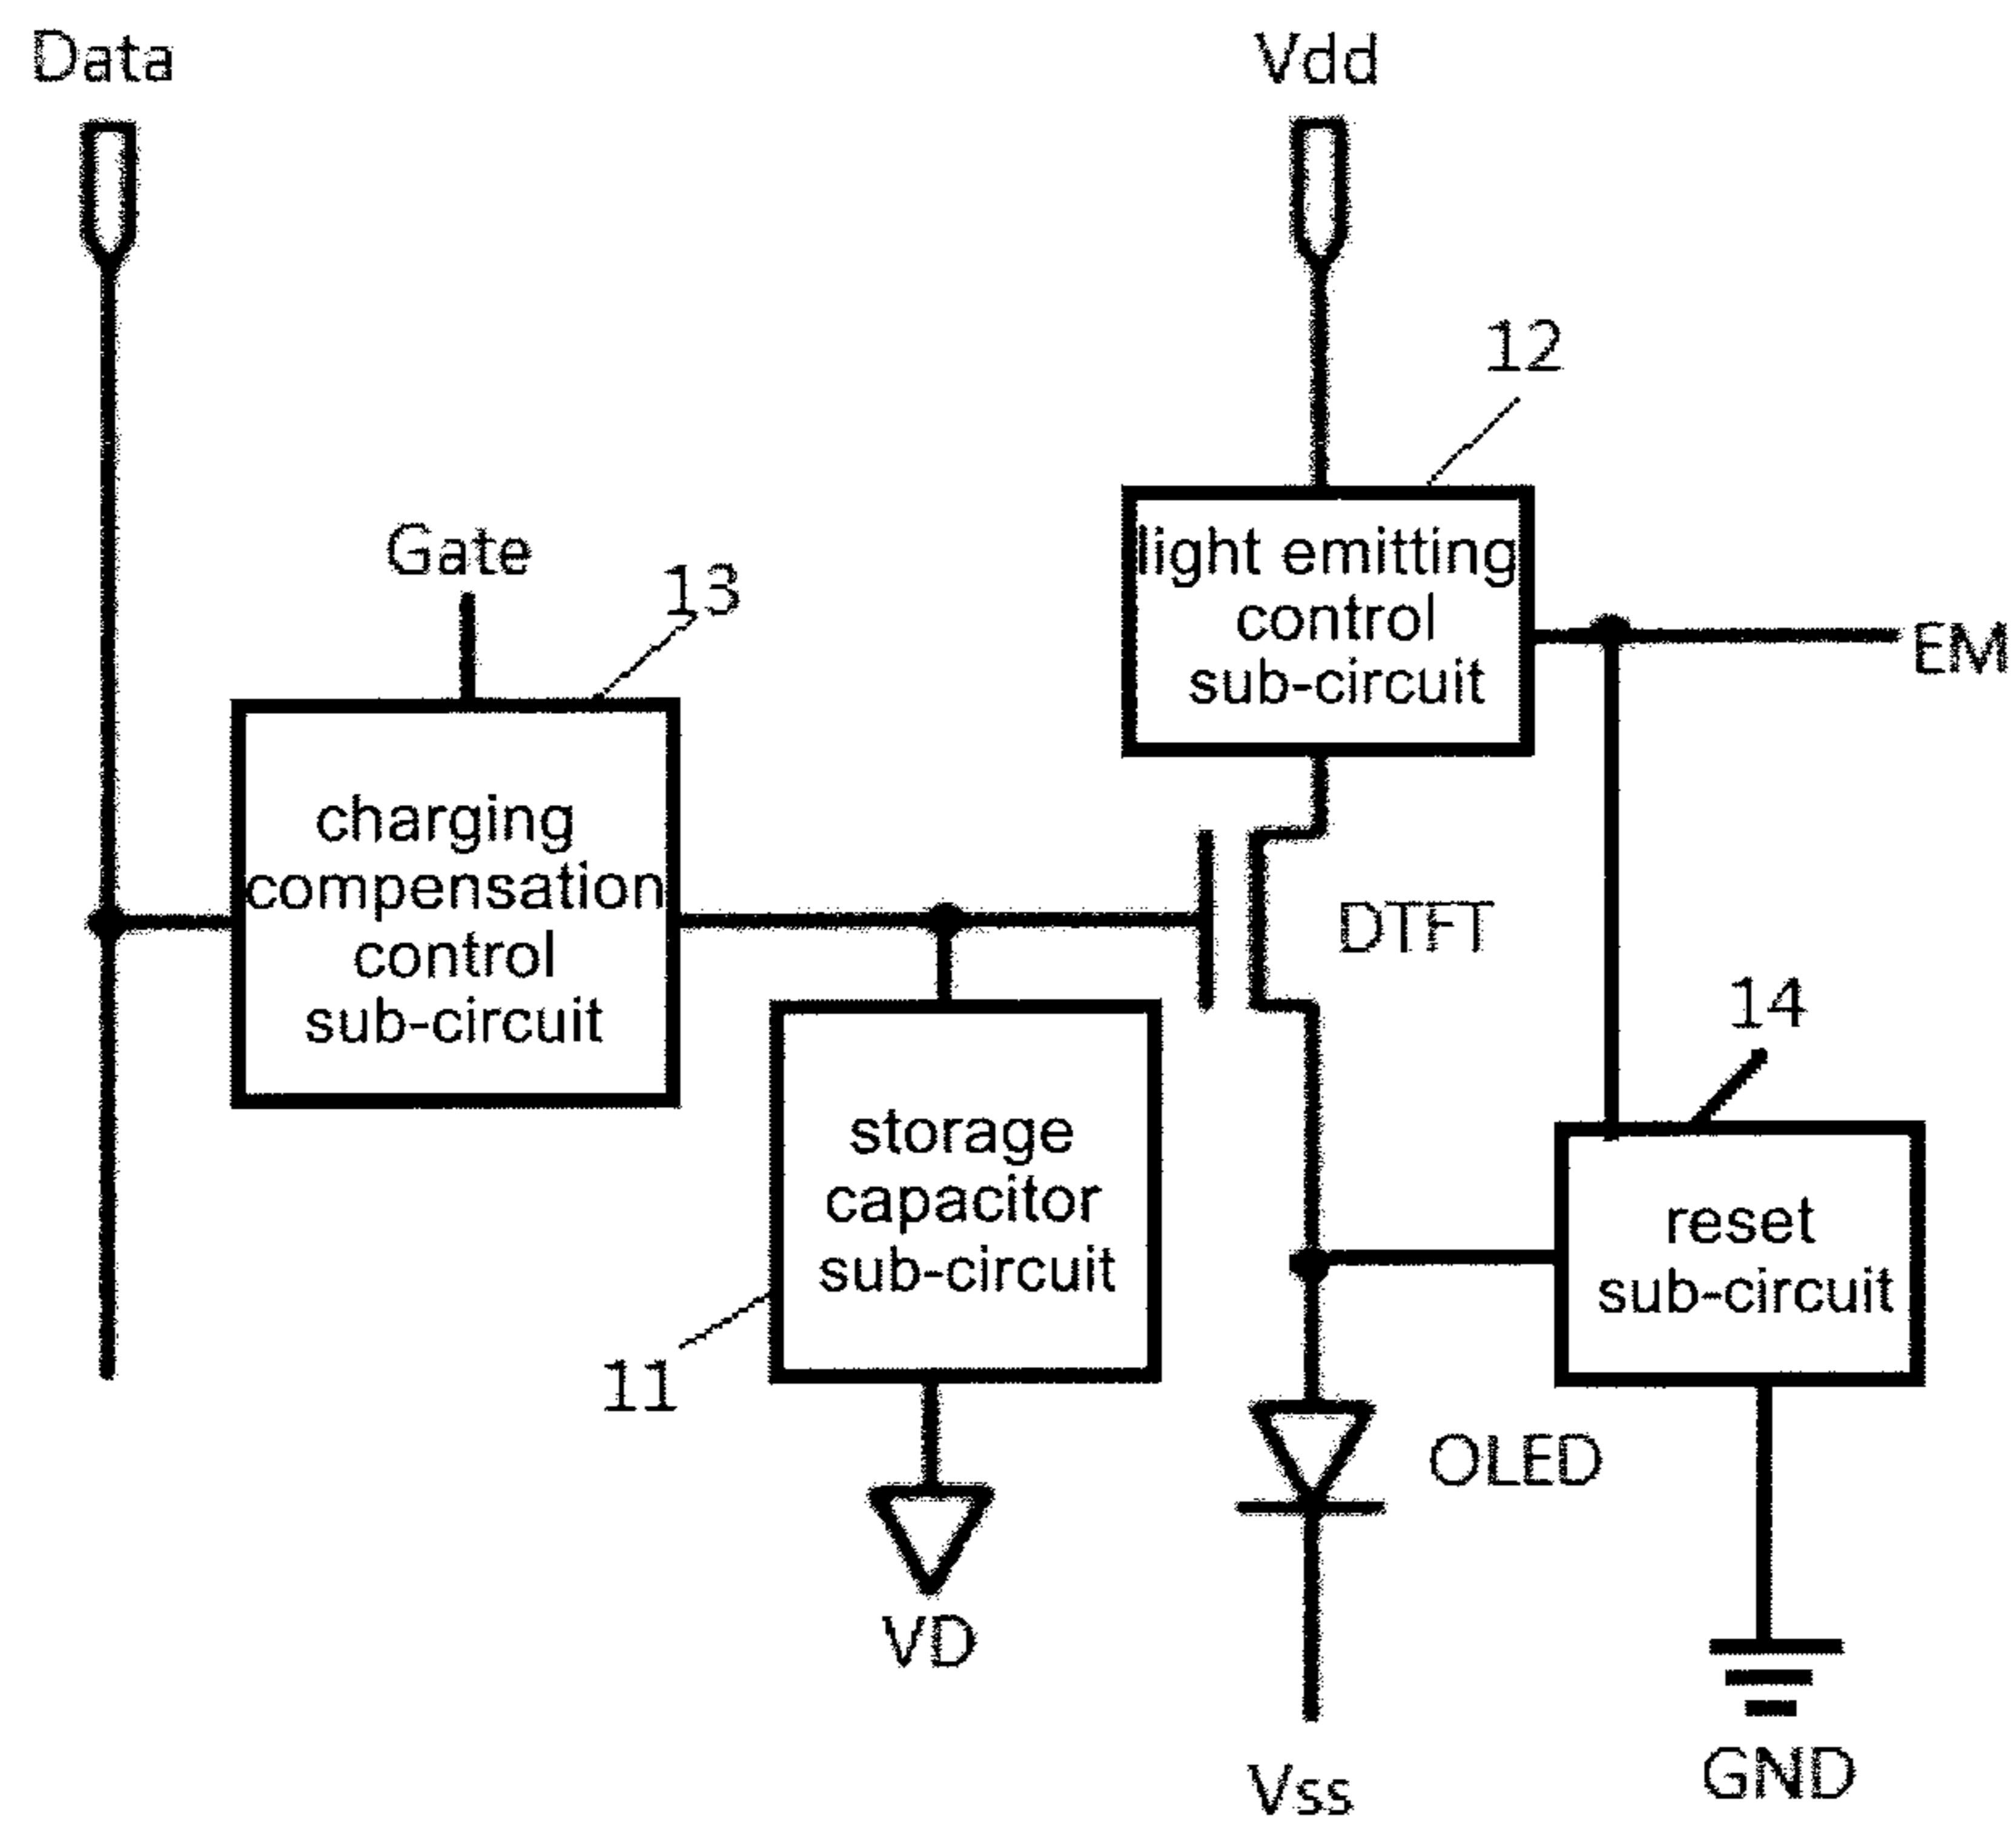 Data
Vdd
12
light emitting
control
sub-circuit
EM
Gate
13
charging
compensation
control
sub-circuit
DTFT
14
storage
capacitor
sub-circuit
11
reset
sub-circuit
OLED
VD
Vss
GND